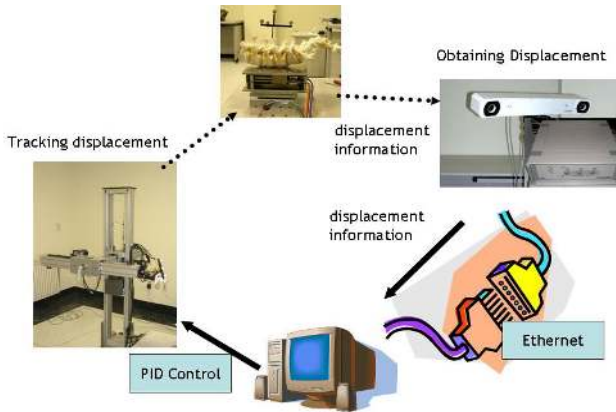 Obtaining Displacement
Tracking displacement
displacement
information
displacement
information
Ethernet
PID Control